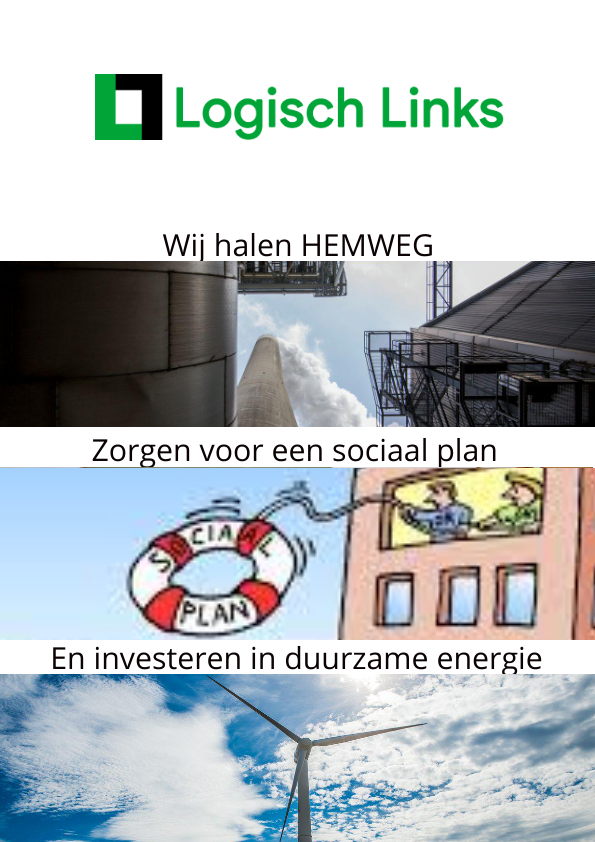 Logisch Links
Wij halen HEMWEG
Zorgen voor een sociaal plan
SOCIAAL
PLAN
En investeren in duurzame energie